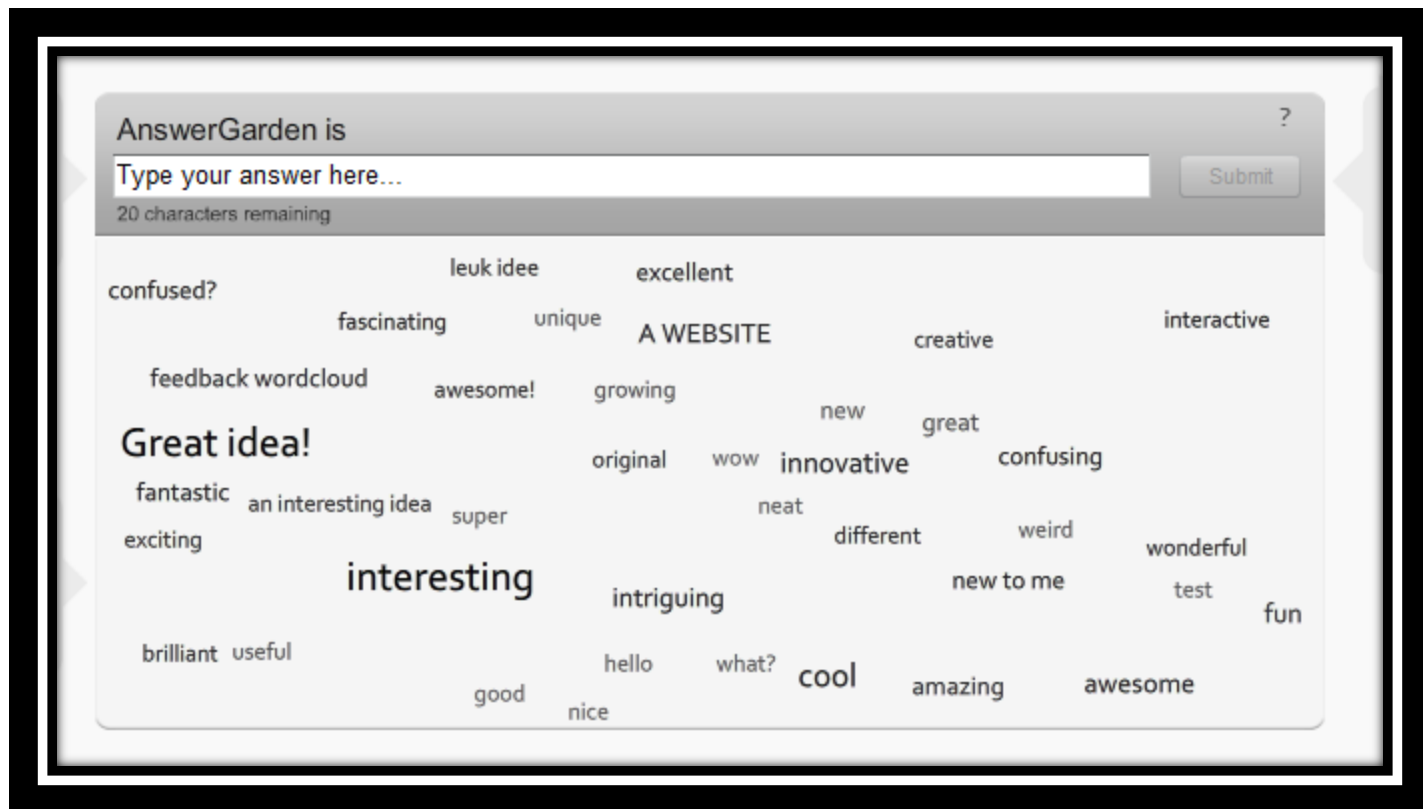 ?
AnswerGarden is
Type your answer here...
Submit
20 characters remaining
leuk idee
excellent
confused?
fascinating
unique
A WEBSITE
creative
interactive
feedback wordcloud
awesome!
growing
new
great
Great idea!
original
wow
innovative
confusing
fantastic
an interesting idea
super
neat
different
weird
exciting
wonderful
interesting
intriguing
new to me
test
fun
brilliant
useful
hello
what?
cool
amazing
awesome
good
nice